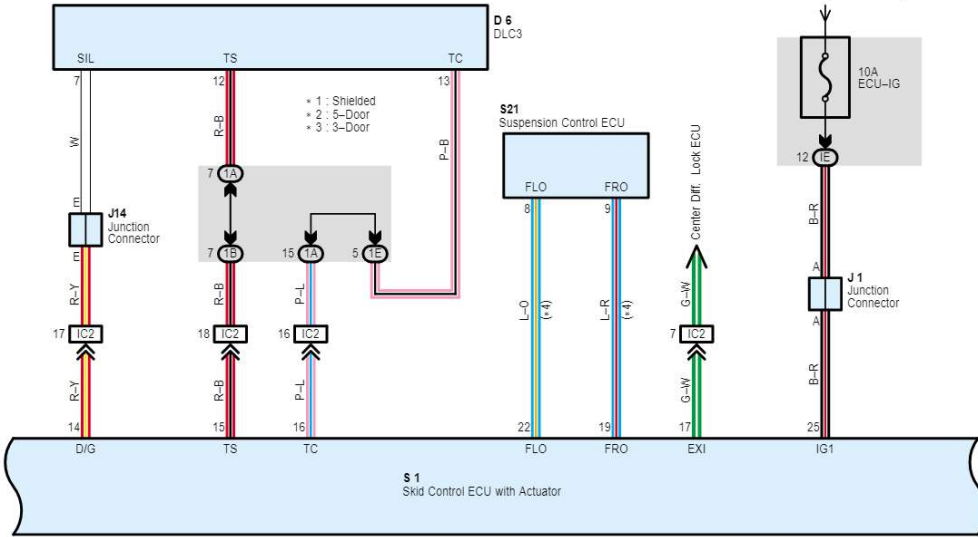 D 6
DLC3
SIL TS TC
7 12 13
10A
ECU–IG
* 1 : Shielded
* 2 : 5–Door
* 3 : 3–Door
S21
Suspension Control ECU
W
R–B
P–B
Center Diff. Lock ECU
12 IE
7 1A
FLO FRO
8 9
E
J14
Junction
Connector
E
B–R
7 1B 15 1A 5 1E
A
J 1
Junction
Connector
A
R–Y
R–B
P–L
L–O
(*4)
L–R
(*4)
G–W
17 IC2 18 IC2 16 IC2 7 IC2
R–Y
R–B
P–L
G–W
B–R
14 15 16 22 19 17 25
D/G TS TC FLO FRO EXI IG1
S 1
Skid Control ECU with Actuator